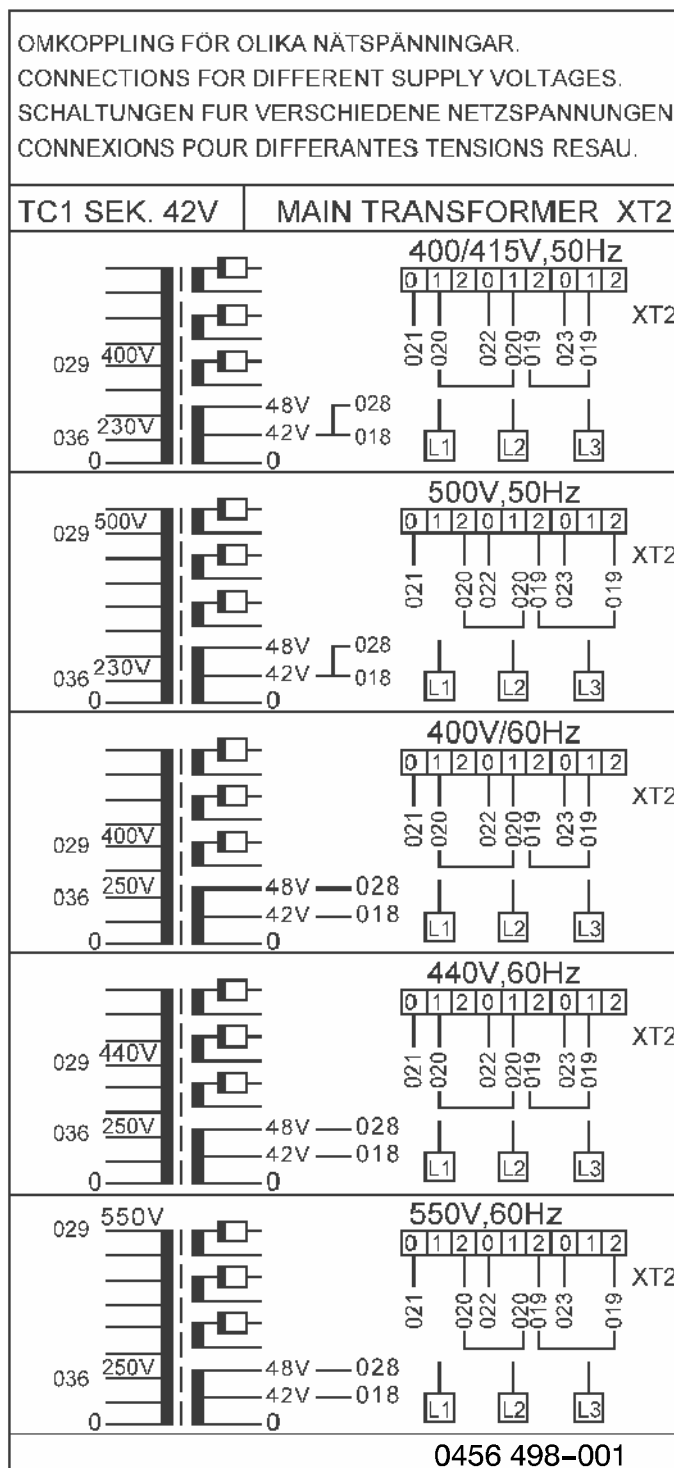 OMKOPPLING FÖR OLIKA NÄTSPÄNNINGAR.
CONNECTIONS FOR DIFFERENT SUPPLY VOLTAGES.
SCHALTUNGEN FUR VERSCHIEDENE NETZSPANNUNGEN
CONNEXIONS POUR DIFFERANTES TENSIONS RESAU.
TC1 SEK. 42V MAIN TRANSFORMER XT2
400/415V,50Hz
0 1 2 0 1 2 0 1 2
XT2
021 020 022 020 019 023 019
029 400V
48V 028
036 230V 42V 018
0 0
L1 L2 L3
500V,50Hz
0 1 2 0 1 2 0 1 2
029 500V
XT2
021 020 022 020 019 023 019
48V 028
036 230V 42V 018
0 0
L1 L2 L3
400V/60Hz
0 1 2 0 1 2 0 1 2
XT2
021 020 022 020 019 023 019
029 400V
036 250V 48V 028
42V 018
0 0
L1 L2 L3
440V,60Hz
0 1 2 0 1 2 0 1 2
XT2
029 440V
021 020 022 020 019 023 019
036 250V 48V 028
42V 018
0 0
L1 L2 L3
029 550V
550V,60Hz
0 1 2 0 1 2 0 1 2
XT2
021 020 022 020 019 023 019
036 250V 48V 028
42V 018
0 0
L1 L2 L3
0456 498-001